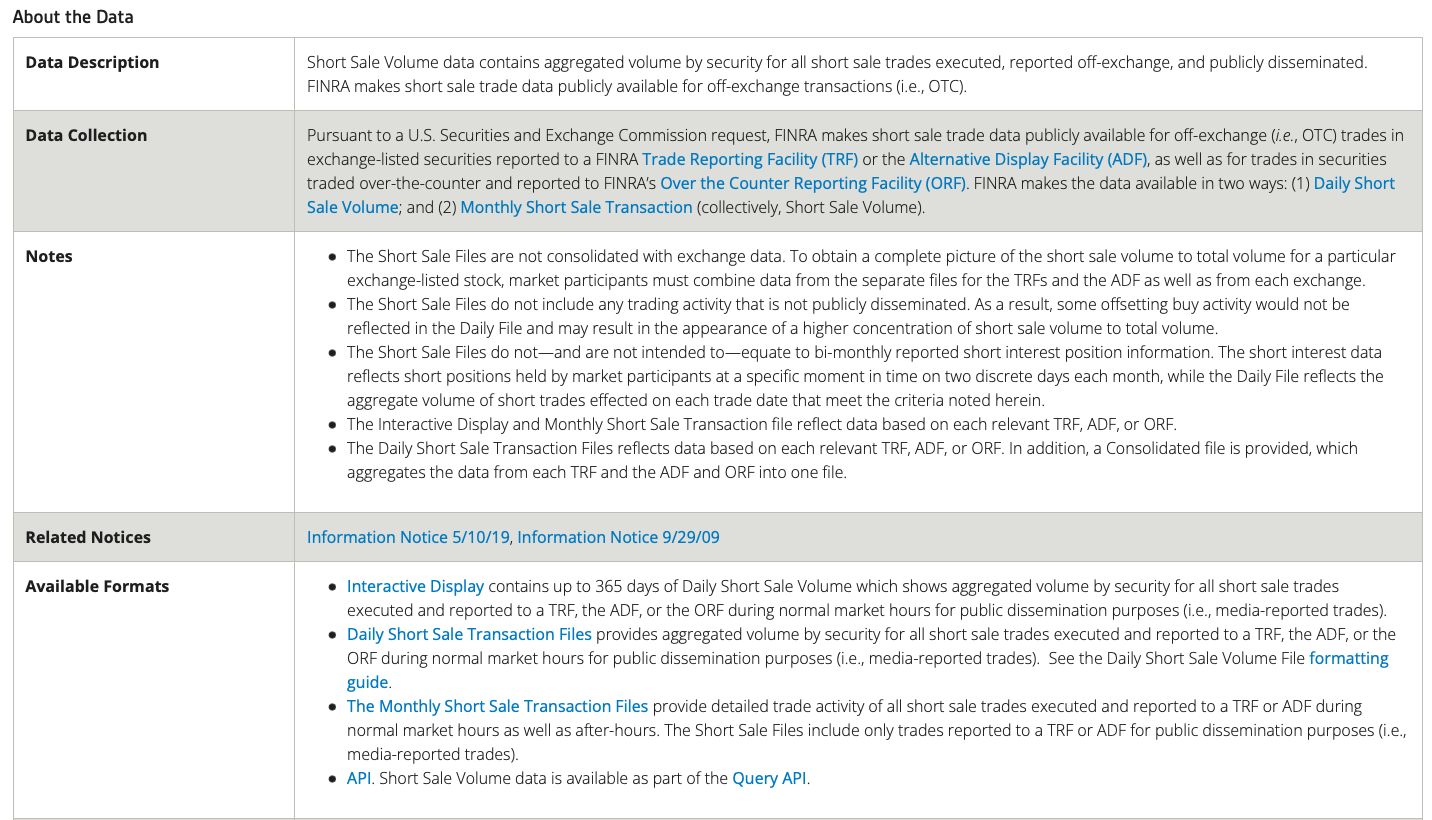 About the Data
Data Description
Short Sale Volume data contains aggregated volume by security for all short sale trades executed, reported off-exchange, and publicly disseminated.
FINRA makes short sale trade data publicly available for off-exchange transactions (i.e., OTC).
Data Collection
Pursuant to a U.S. Securities and Exchange Commission request, FINRA makes short sale trade data publicly available for off-exchange (i.e., OTC) trades in
exchange-listed securities reported to a FINRA Trade Reporting Facility (TRF) or the Alternative Display Facility (ADF), as well as for trades in securities
traded over-the-counter and reported to FINRA's Over the Counter Reporting Facility (ORF). FINRA makes the data available in two ways: (1) Daily Short
Sale Volume; and (2) Monthly Short Sale Transaction (collectively, Short Sale Volume).
Notes
• The Short Sale Files are not consolidated with exchange data. To obtain a complete picture of the short sale volume to total volume for a particular
exchange-listed stock, market participants must combine data from the separate files for the TRFs and the ADF as well as from each exchange.
• The Short Sale Files do not include any trading activity that is not publicly disseminated. As a result, some offsetting buy activity would not be
reflected in the Daily File and may result in the appearance of a higher concentration of short sale volume to total volume.
• The Short Sale Files do not—and are not intended to—equate to bi-monthly reported short interest position information. The short interest data
reflects short positions held by market participants at a specific moment in time on two discrete days each month, while the Daily File reflects the
aggregate volume of short trades effected on each trade date that meet the criteria noted herein.
• The Interactive Display and Monthly Short Sale Transaction file reflect data based on each relevant TRF, ADF, or ORF.
• The Daily Short Sale Transaction Files reflects data based on each relevant TRF, ADF, or ORF. In addition, a Consolidated file is provided, which
aggregates the data from each TRF and the ADF and ORF into one file.
Related Notices
Information Notice 5/10/19, Information Notice 9/29/09
Available Formats
• Interactive Display contains up to 365 days of Daily Short Sale Volume which shows aggregated volume by security for all short sale trades
executed and reported to a TRF, the ADF, or the ORF during normal market hours for public dissemination purposes (i.e., media-reported trades).
• Daily Short Sale Transaction Files provides aggregated volume by security for all short sale trades executed and reported to a TRF, the ADF, or the
ORF during normal market hours for public dissemination purposes (i.e., media-reported trades).  See the Daily Short Sale Volume File formatting
guide.
• The Monthly Short Sale Transaction Files provide detailed trade activity of all short sale trades executed and reported to a TRF or ADF during
normal market hours as well as after-hours. The Short Sale Files include only trades reported to a TRF or ADF for public dissemination purposes (i.e.,
media-reported trades).
• API. Short Sale Volume data is available as part of the Query API.